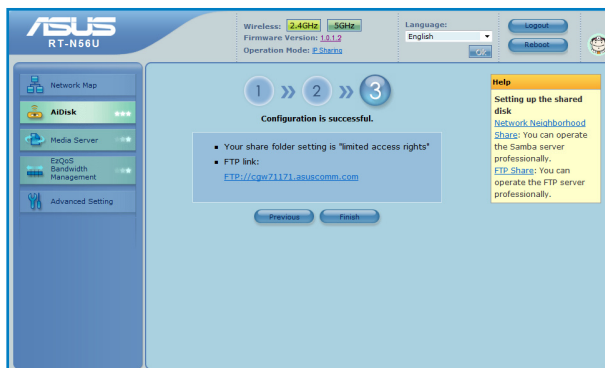 ASUS
RT-N56U
Wireless: 2.4GHz 5GHz
Firmware Version: 1.0.1.2
Operation Mode: IP Sharing
Language:
English
OK
Logout
Reboot
Network Map
AiDisk
Media Server
EzQoS
Bandwidth
Management
Advanced Setting
1 » 2 » 3
Configuration is successful.
▪ Your share folder setting is "limited access rights"
▪ FTP link:
FTP://cgw71171.asuscomm.com
Previous Finish
Help
Setting up the shared
disk
Network Neighborhood
Share: You can operate
the Samba server
professionally.
FTP Share: You can
operate the FTP server
professionally.